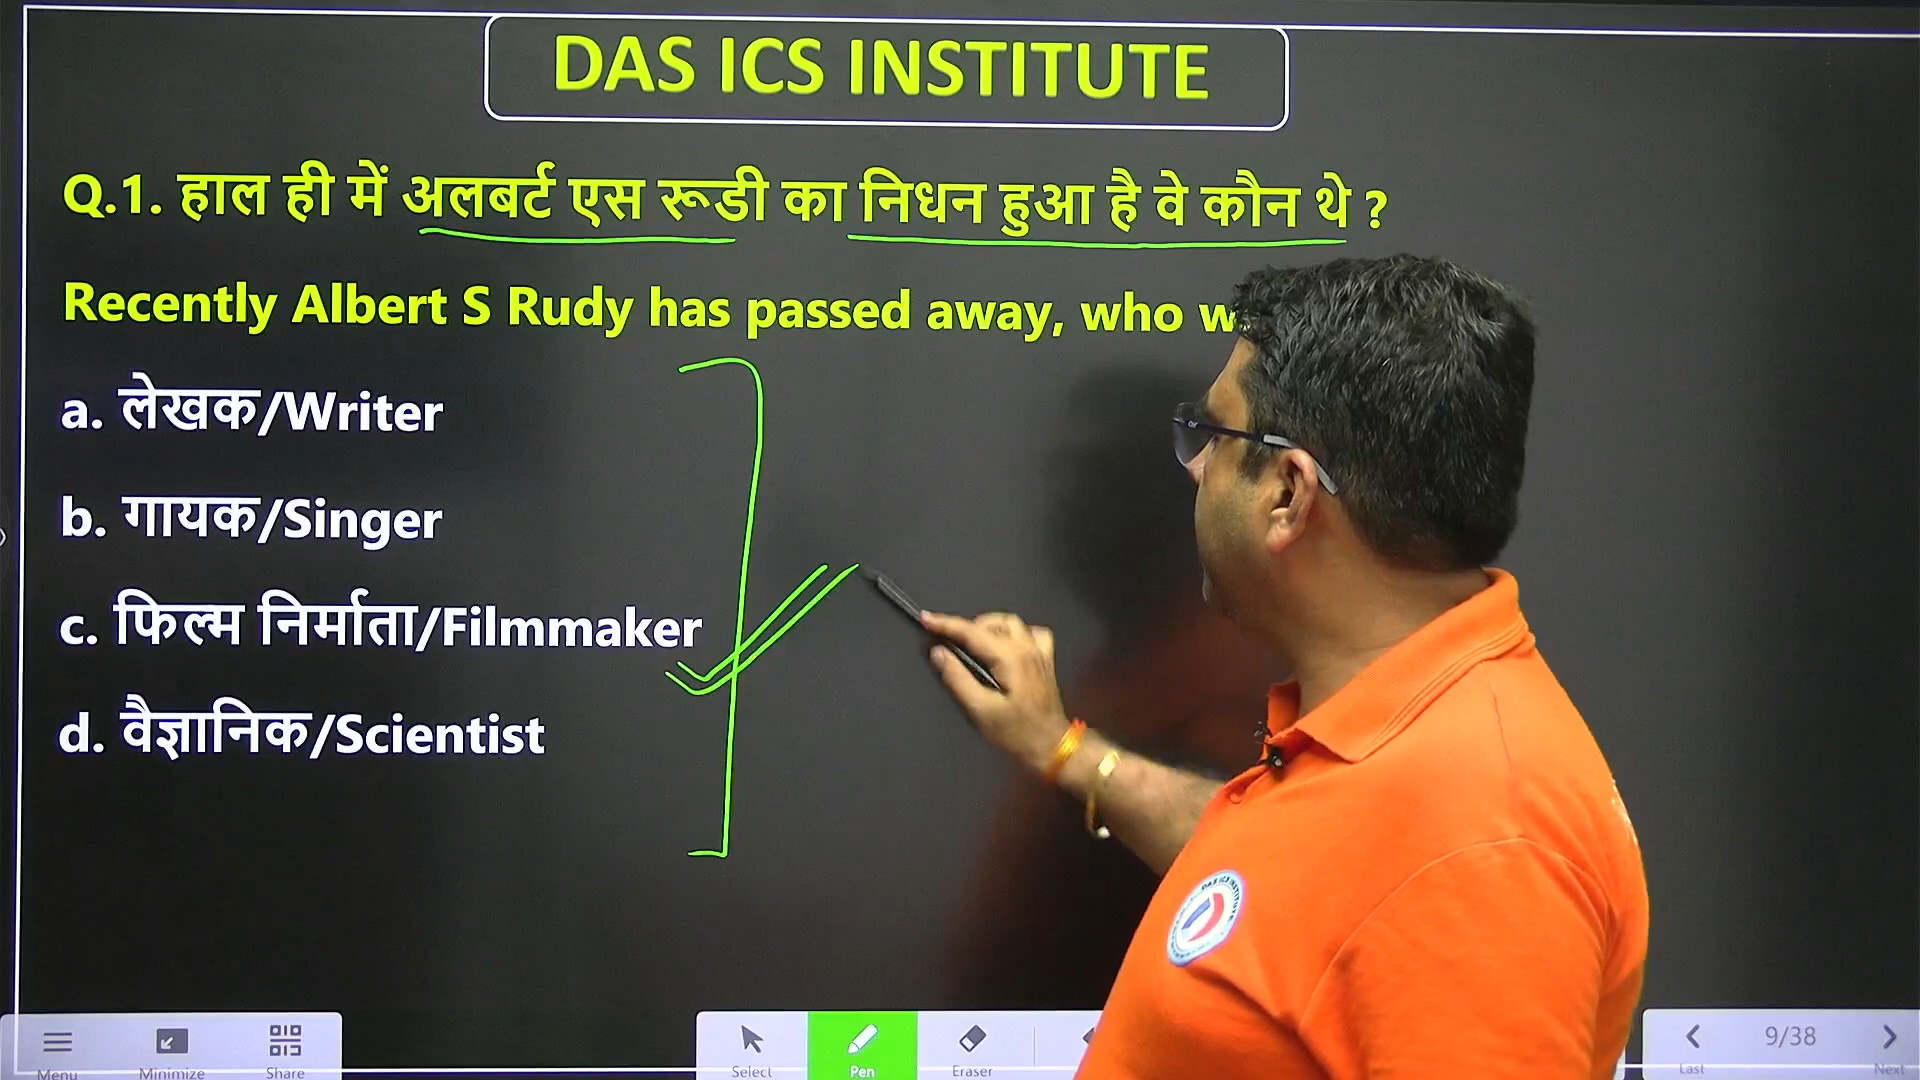 DAS ICS INSTITUTE
Q.1. हाल ही में अलबर्ट एस रूडी का निधन हुआ है वे कौन थे ?
Recently Albert S Rudy has passed away, who
a. लेखक/Writer
b. गायक/Singer
c. फिल्म निर्माता/Filmmaker
d. वैज्ञानिक/Scientist
Menu Minimize Share Select Pen Eraser Last 9/38 Next